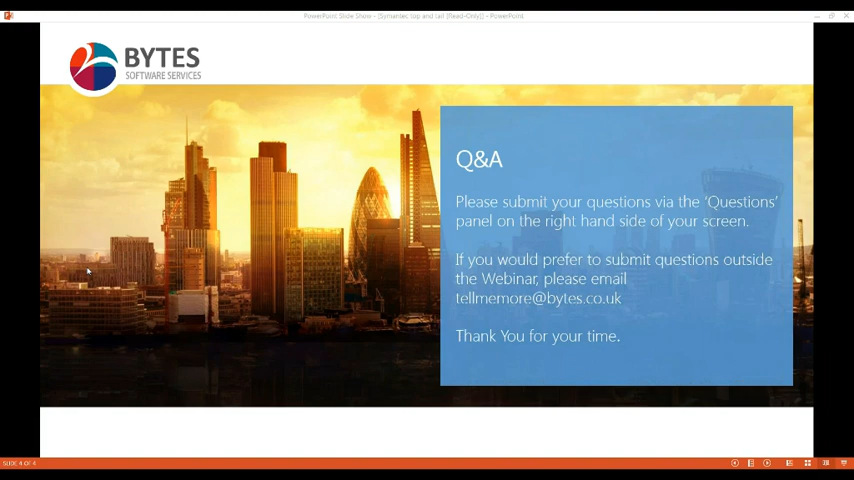 PowerPoint Slide Show - [Symantec top and tail [Read-Only]] - PowerPoint
BYTES
SOFTWARE SERVICES
Q&A
Please submit your questions via the ‘Questions’
panel on the right hand side of your screen.
If you would prefer to submit questions outside
the Webinar, please email
tellmemore@bytes.co.uk
Thank You for your time.
SLIDE 4 OF 4